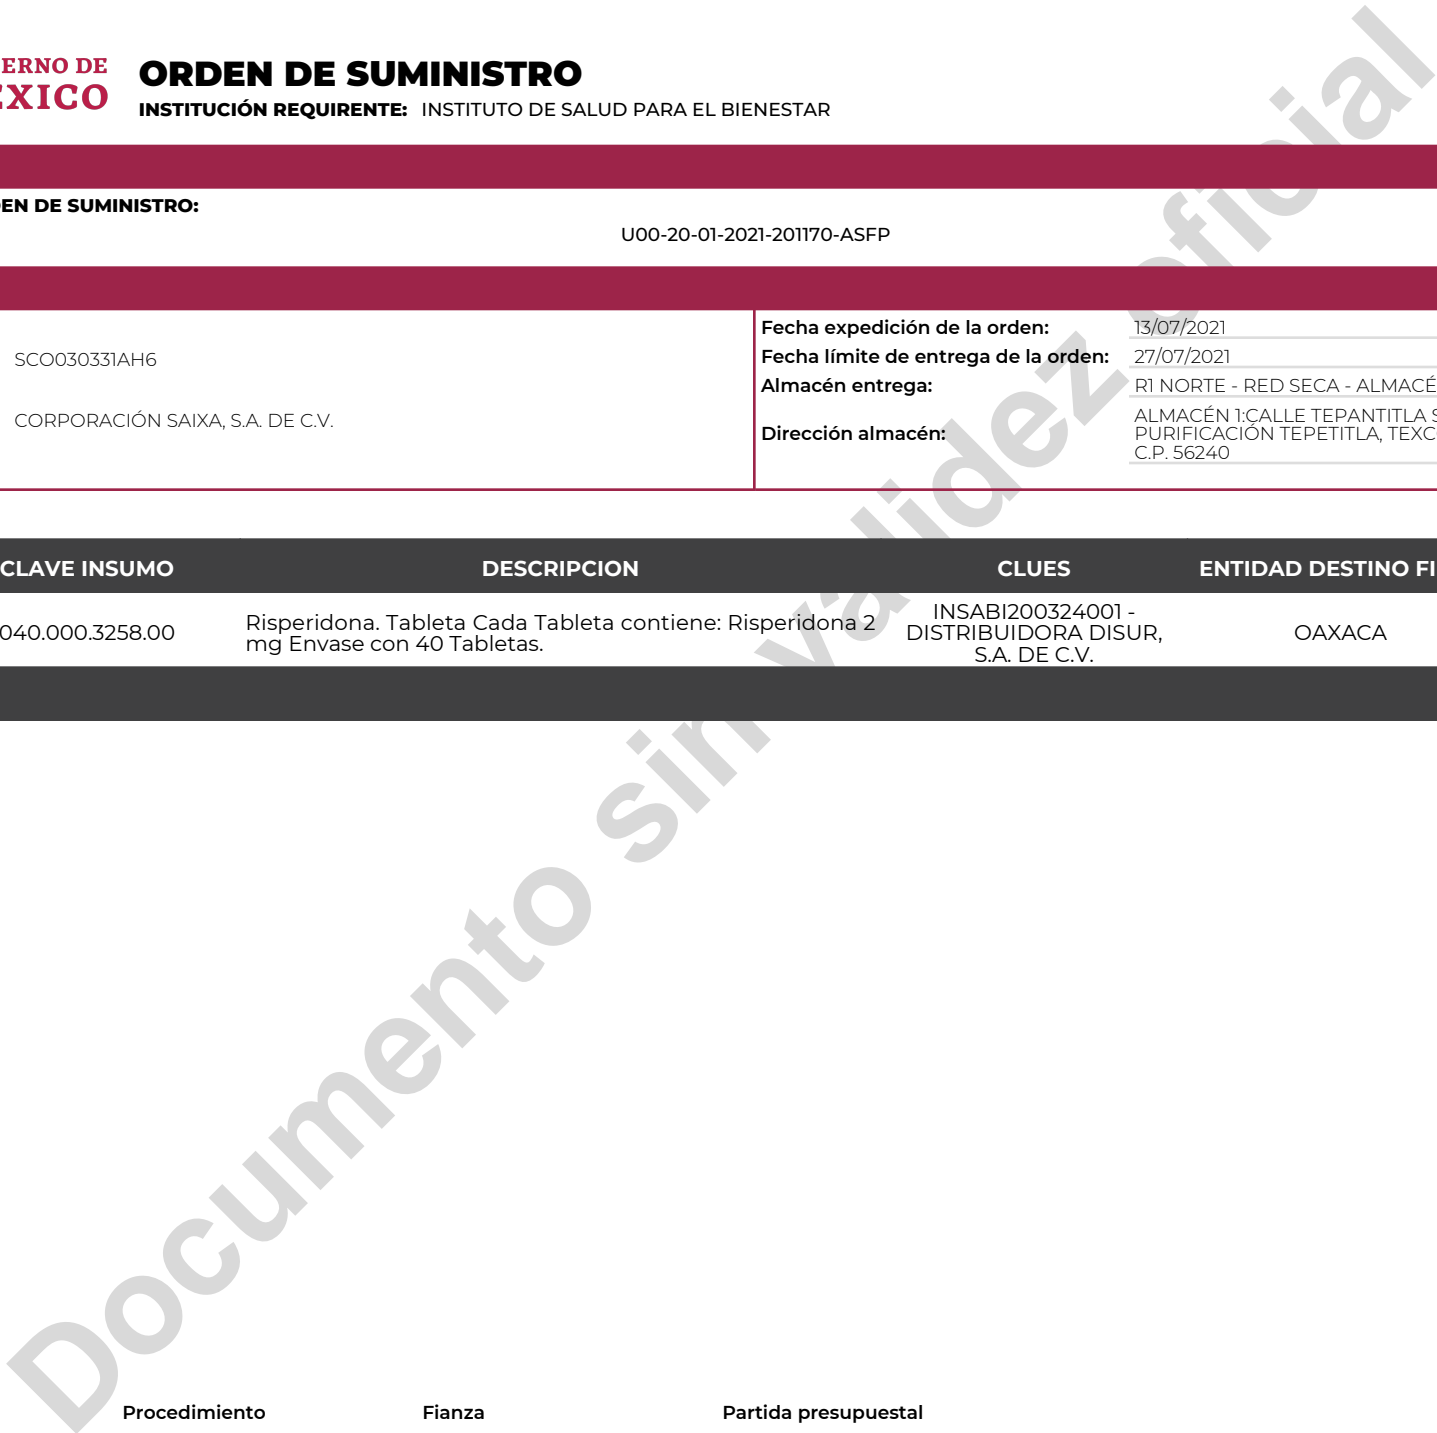 ERNO DE
EXICO
ORDEN DE SUMINISTRO
INSTITUCIÓN REQUIRENTE: INSTITUTO DE SALUD PARA EL BIENESTAR
EN DE SUMINISTRO:
U00-20-01-2021-201170-ASFP
SCO030331AH6
CORPORACIÓN SAIXA, S.A. DE C.V.
Fecha expedición de la orden: 13/07/2021
Fecha límite de entrega de la orden: 27/07/2021
Almacén entrega: R1 NORTE - RED SECA - ALMACÉ
Dirección almacén:
ALMACÉN 1:CALLE TEPANTITLA S
PURIFICACIÓN TEPETITLA, TEXC
C.P. 56240
CLAVE INSUMO DESCRIPCION CLUES ENTIDAD DESTINO FI
040.000.3258.00
Risperidona. Tableta Cada Tableta contiene: Risperidona 2
mg Envase con 40 Tabletas.
INSABI200324001 -
DISTRIBUIDORA DISUR,
S.A. DE C.V.
OAXACA
Documento sin validez oficial
Procedimiento Fianza Partida presupuestal